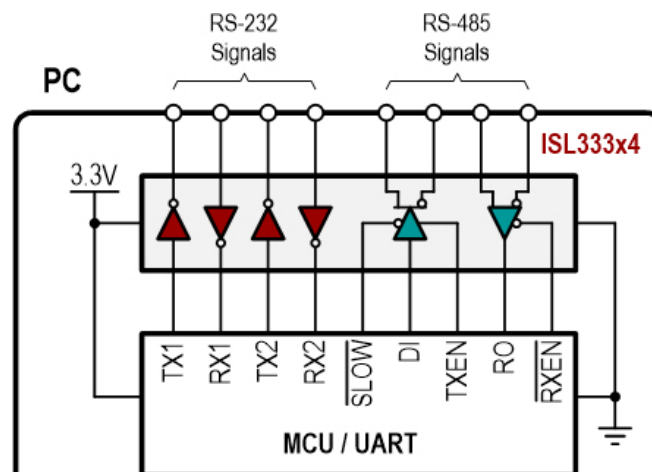 RS-232
Signals
RS-485
Signals
PC
ISL333x4
3.3V
TX1
RX1
TX2
RX2
SLOW
DI
TXEN
RO
RXEN
MCU / UART